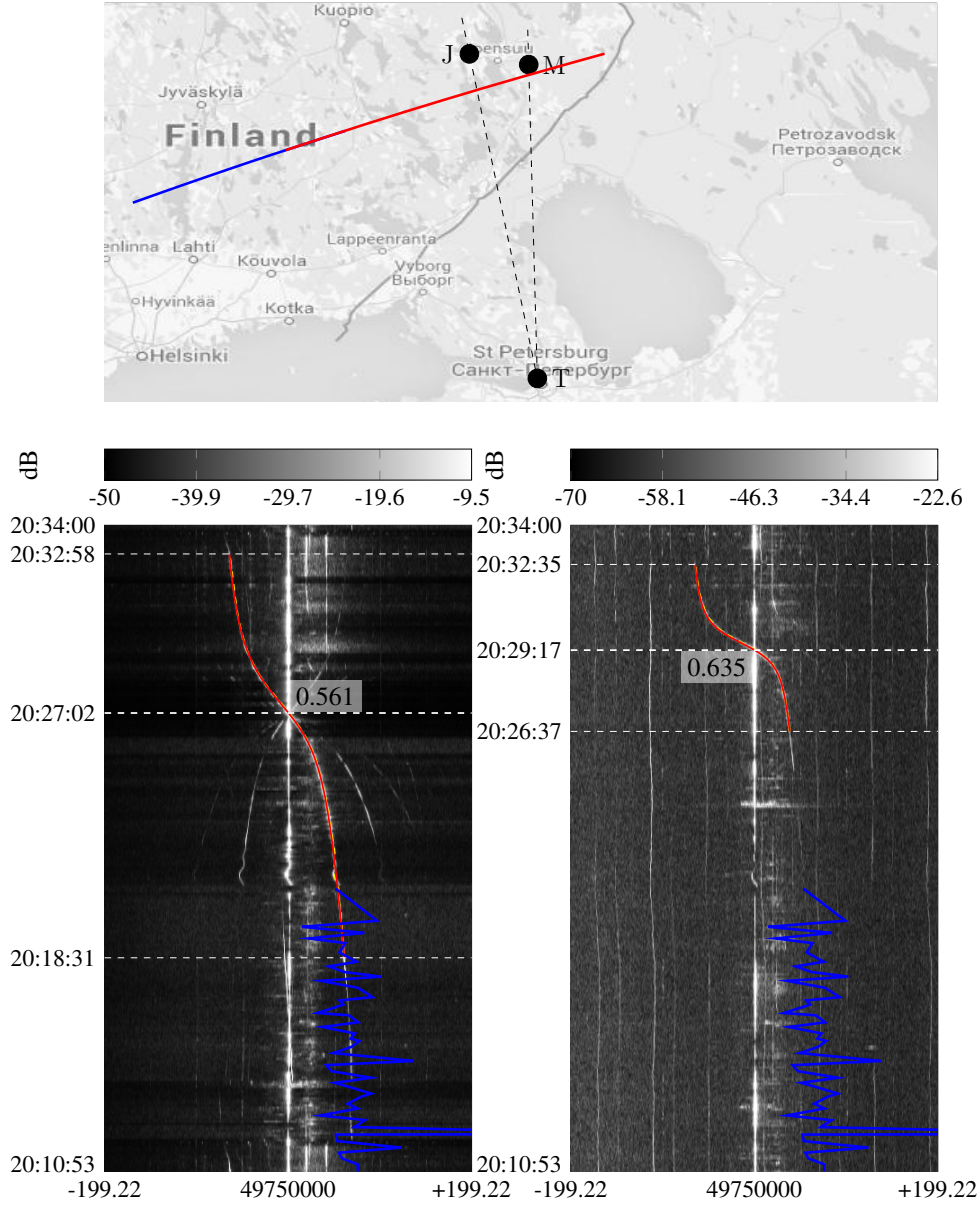 Kuopio
J
ensuu
M
Jyväskylä
Finland
Petrozavodsk
Петрозаводск
enlinna
Lahti
Lappeenranta
Kouvola
Vyborg
Выборг
Hyvinkää
Kotka
Helsinki
St Petersburg
Санкт-Петербург
T
dB
-50 -39.9 -29.7 -19.6 -9.5
dB
-70 -58.1 -46.3 -34.4 -22.6
20:34:00
20:32:58
0.561
20:27:02
20:18:31
20:10:53
-199.22 49750000 +199.22
20:34:00
20:32:35
20:29:17
0.635
20:26:37
20:10:53
-199.22 49750000 +199.22